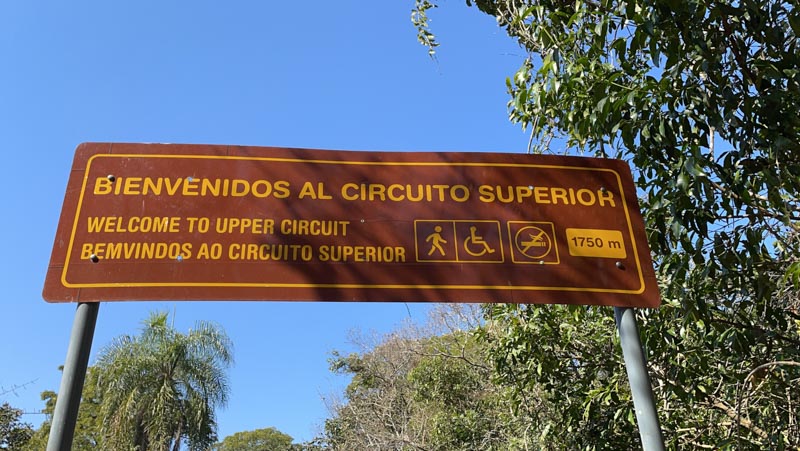 BIENVENIDOS AL CIRCUITO SUPERIOR
WELCOME TO UPPER CIRCUIT
BEMVINDOS AO CIRCUITO SUPERIOR
1750 m